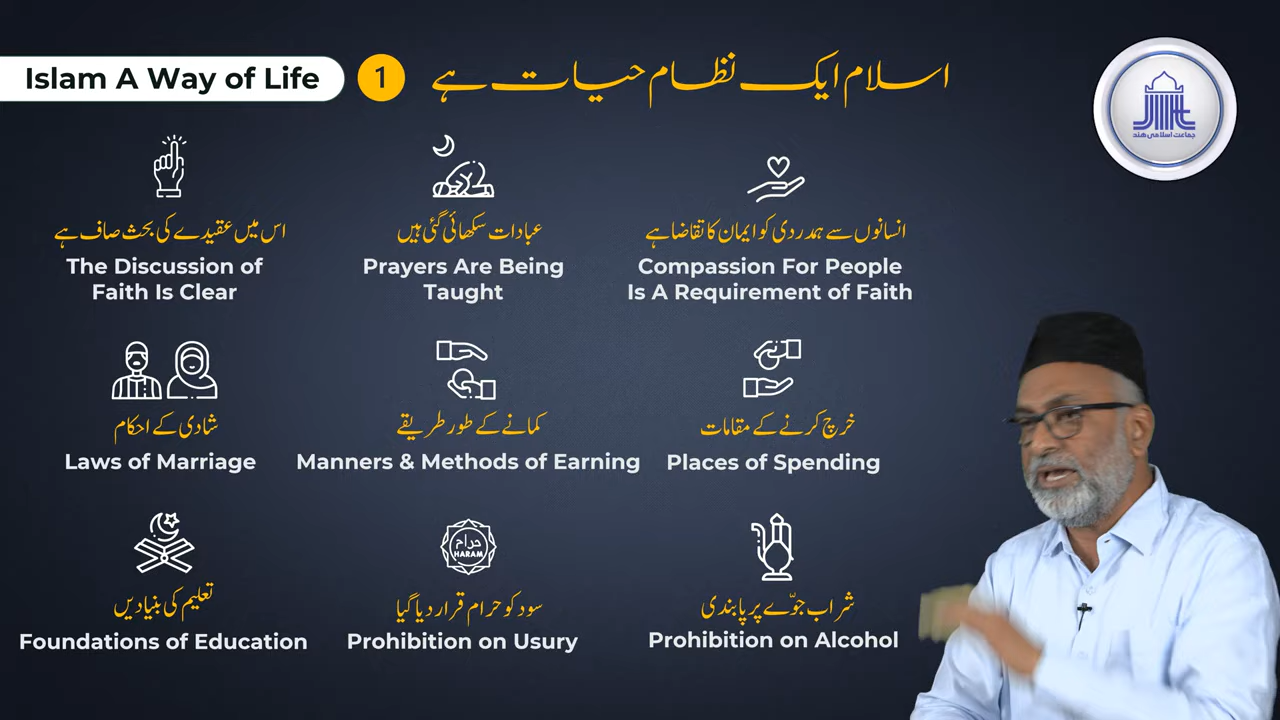 Islam A Way of Life
1
اسلام ایک نظام حیات ہے
جماعت اسلامی ہند
اس میں عقیدے کی بحث صاف ہے
The Discussion of
Faith Is Clear
عبادات سکھائی گئی ہیں
Prayers Are Being
Taught
انسانوں سے ہمدردی کو ایمان کا تقاضا ہے
Compassion For People
Is A Requirement of Faith
شادی کے احکام
Laws of Marriage
کمانے کے طور طریقے
Manners & Methods of Earning
خرچ کرنے کے مقامات
Places of Spending
تعلیم کی بنیادیں
Foundations of Education
حرام
HARAM
سود کو حرام قرار دیا گیا
Prohibition on Usury
شراب جوّے پر پابندی
Prohibition on Alcohol